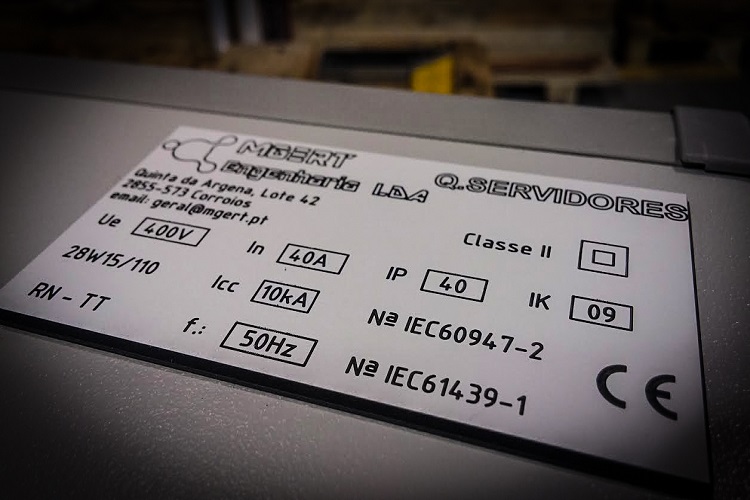 MGERT
Engenharia LDA
Q.SERVIDORES
Quinta da Argena, Lote 42
2855-573 Corroios
email: geral@mgert.pt
Classe II
Ue 400V
In 40A
IP 40
IK 09
28W15/110
Icc 10kA
Nª IEC60947-2
RN - TT
f.: 50Hz
Nª IEC61439-1
CE